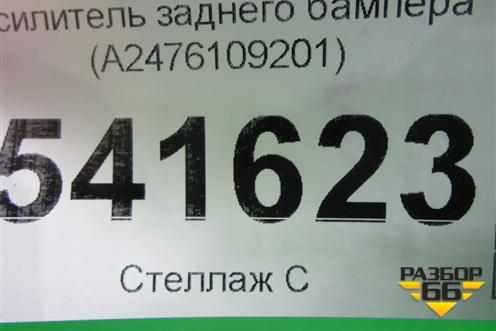 силитель заднего бампера
(A2476109201)
541623
Стеллаж С
РАЗБОР
66